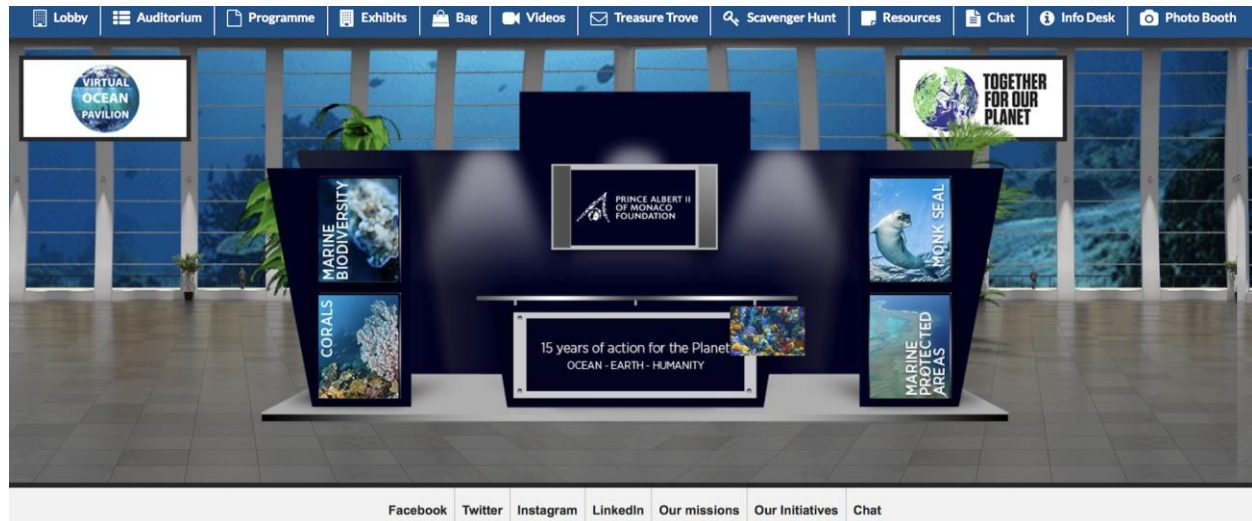 Lobby
Auditorium
Programme
Exhibits
Bag
Videos
Treasure Trove
Scavenger Hunt
Resources
Chat
Info Desk
Photo Booth
VIRTUAL
OCEAN
PAVILION
TOGETHER
FOR OUR
PLANET
MARINE
BIODIVERSITY
CORALS
PRINCE ALBERT II
OF MONACO
FOUNDATION
MONK SEAL
MARINE
PROTECTED
AREAS
15 years of action for the Planet
OCEAN - EARTH - HUMANITY
Facebook
Twitter
Instagram
LinkedIn
Our missions
Our Initiatives
Chat